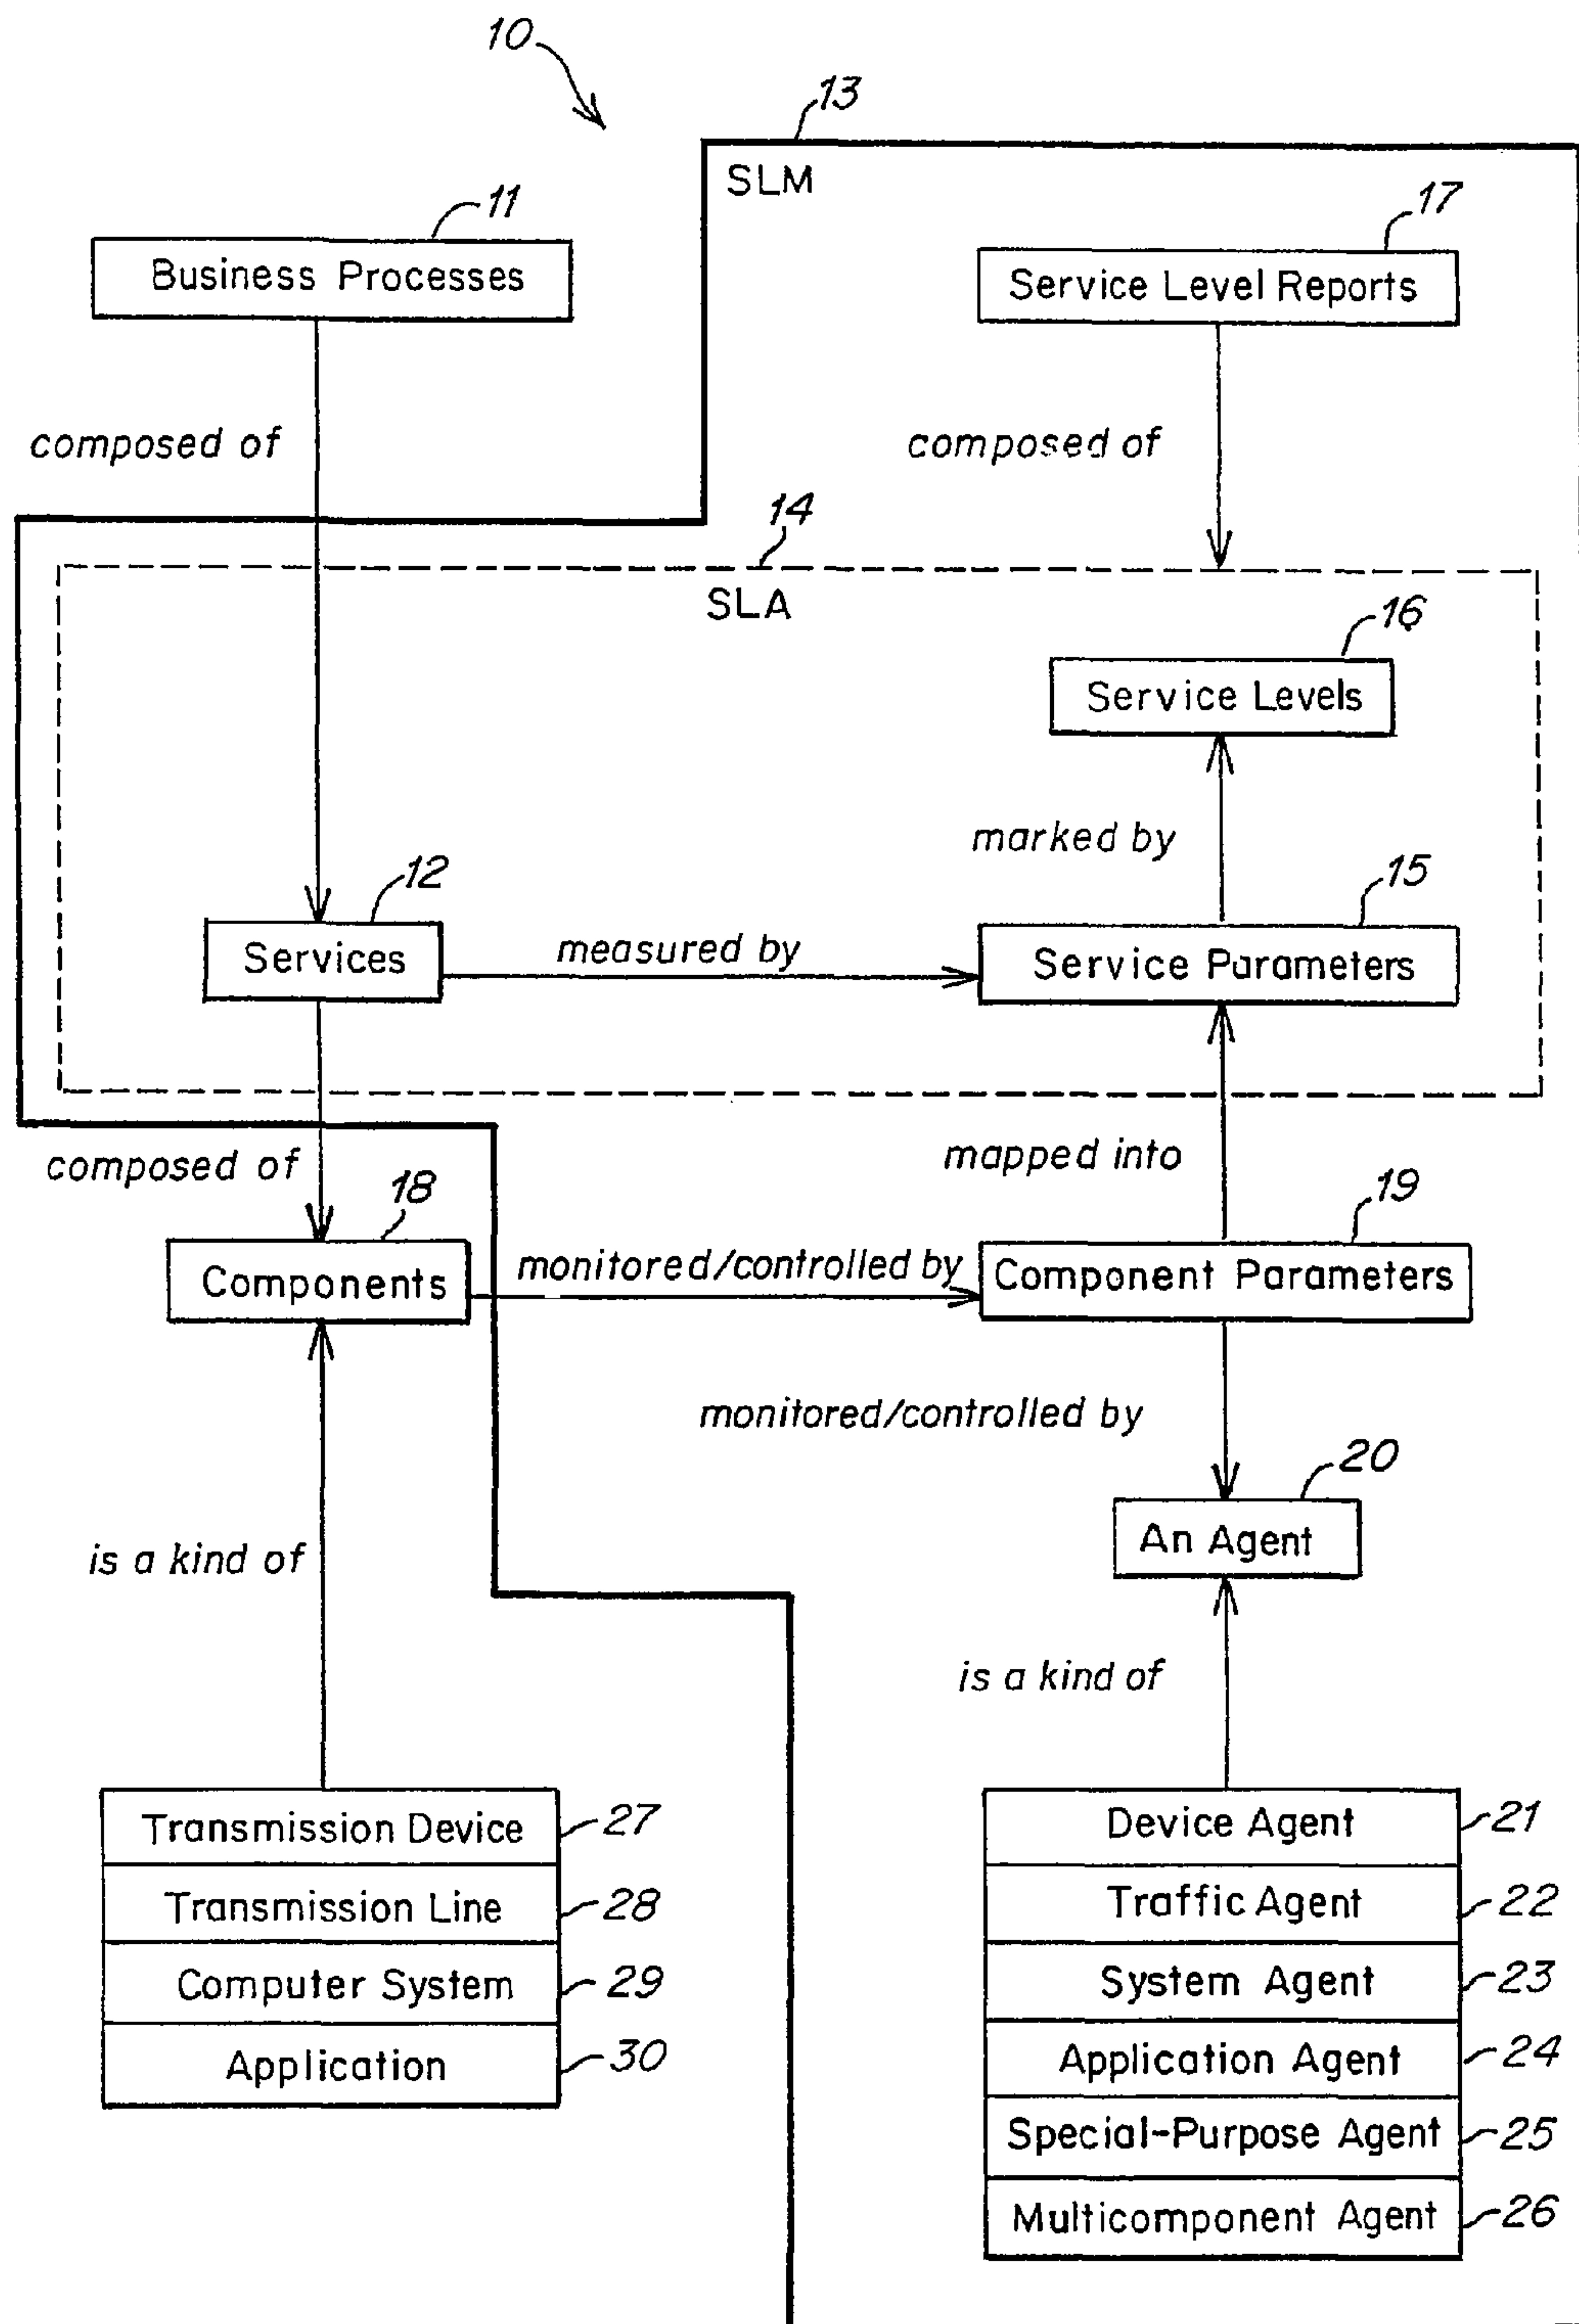 10
13
SLM
11
Business Processes
17
Service Level Reports
composed of
composed of
14
SLA
16
Service Levels
marked by
12
Services
measured by
15
Service Parameters
composed of
mapped into
18
Components
monitored/controlled by
19
Component Parameters
monitored/controlled by
20
An Agent
is a kind of
is a kind of
Transmission Device 27
Transmission Line 28
Computer System 29
Application 30
Device Agent 21
Traffic Agent 22
System Agent 23
Application Agent 24
Special-Purpose Agent 25
Multicomponent Agent 26